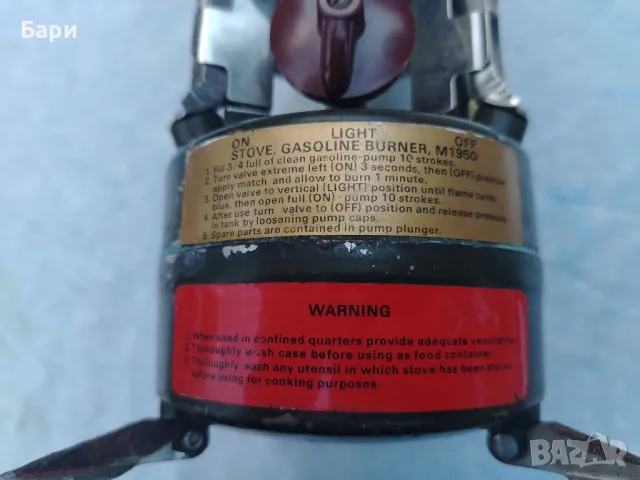 Бари
ON LIGHT OFF
STOVE, GASOLINE BURNER, M1950
1. Fill 3/4 full of clean gasoline-pump 10 strokes.
2. Turn valve extreme left (ON) 3 seconds, then (OFF) position
apply match and allow to burn 1 minute.
3. Open valve to vertical (LIGHT) position until flame turns
blue, then open full (ON) - pump 10 strokes.
4. After use turn valve to (OFF) position and release pressure
in tank by loosening pump caps.
5. Spare parts are contained in pump plunger.
WARNING
1. When used in confined quarters provide adequate ventilation.
2. Thoroughly wash case before using as food container.
3. Thoroughly wash any utensil in which stove has been stored
before using for cooking purposes.
BAZAR